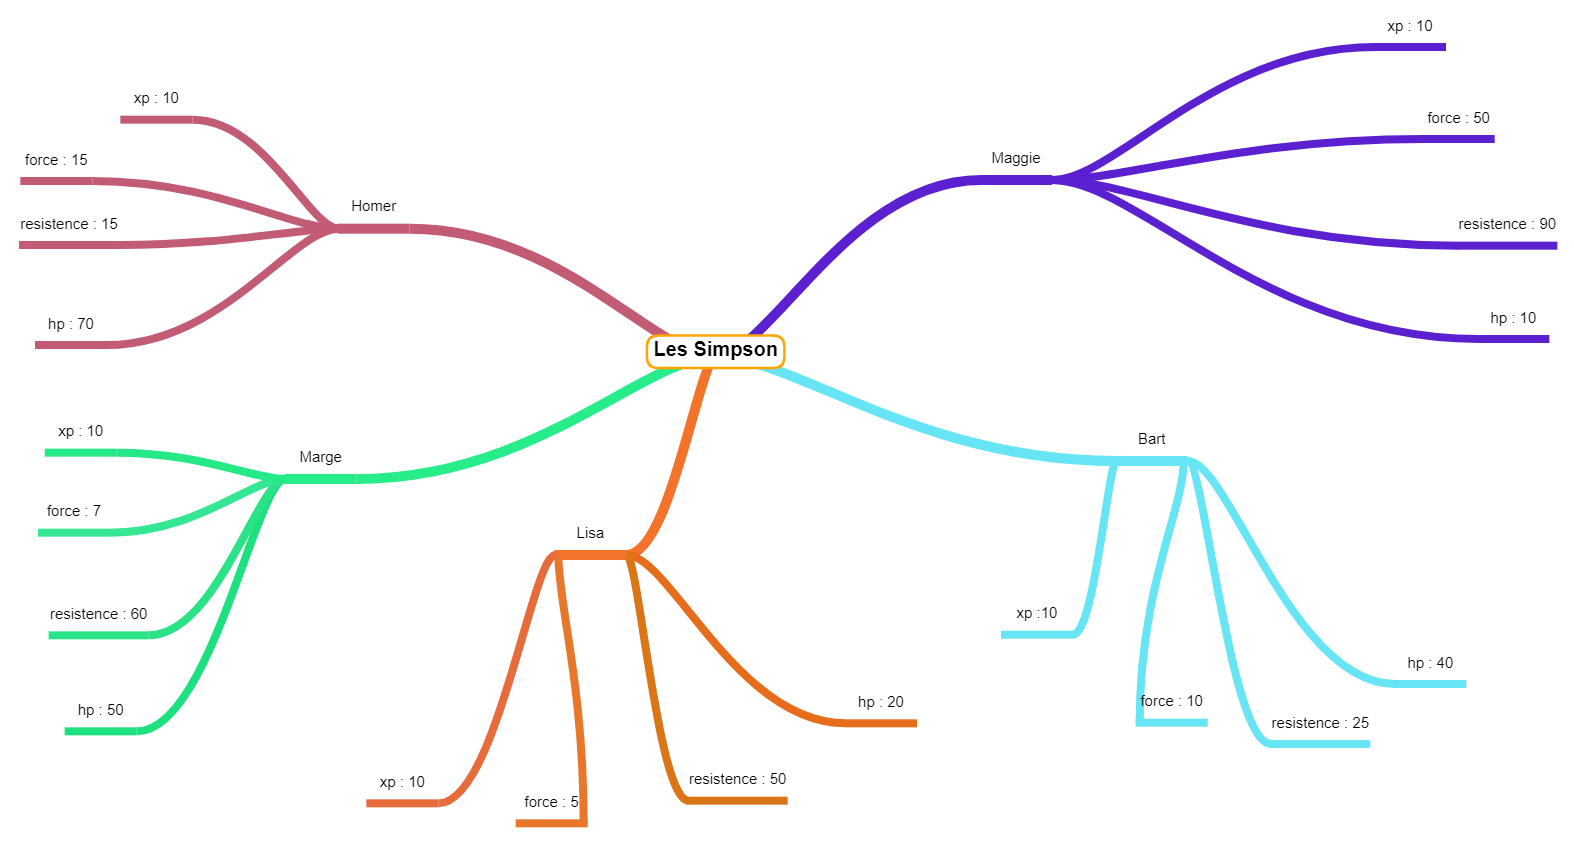 Les Simpson
Homer
xp : 10
force : 15
resistence : 15
hp : 70
Marge
xp : 10
force : 7
resistence : 60
hp : 50
Lisa
xp : 10
force : 5
resistence : 50
hp : 20
Maggie
xp : 10
force : 50
resistence : 90
hp : 10
Bart
xp :10
force : 10
resistence : 25
hp : 40